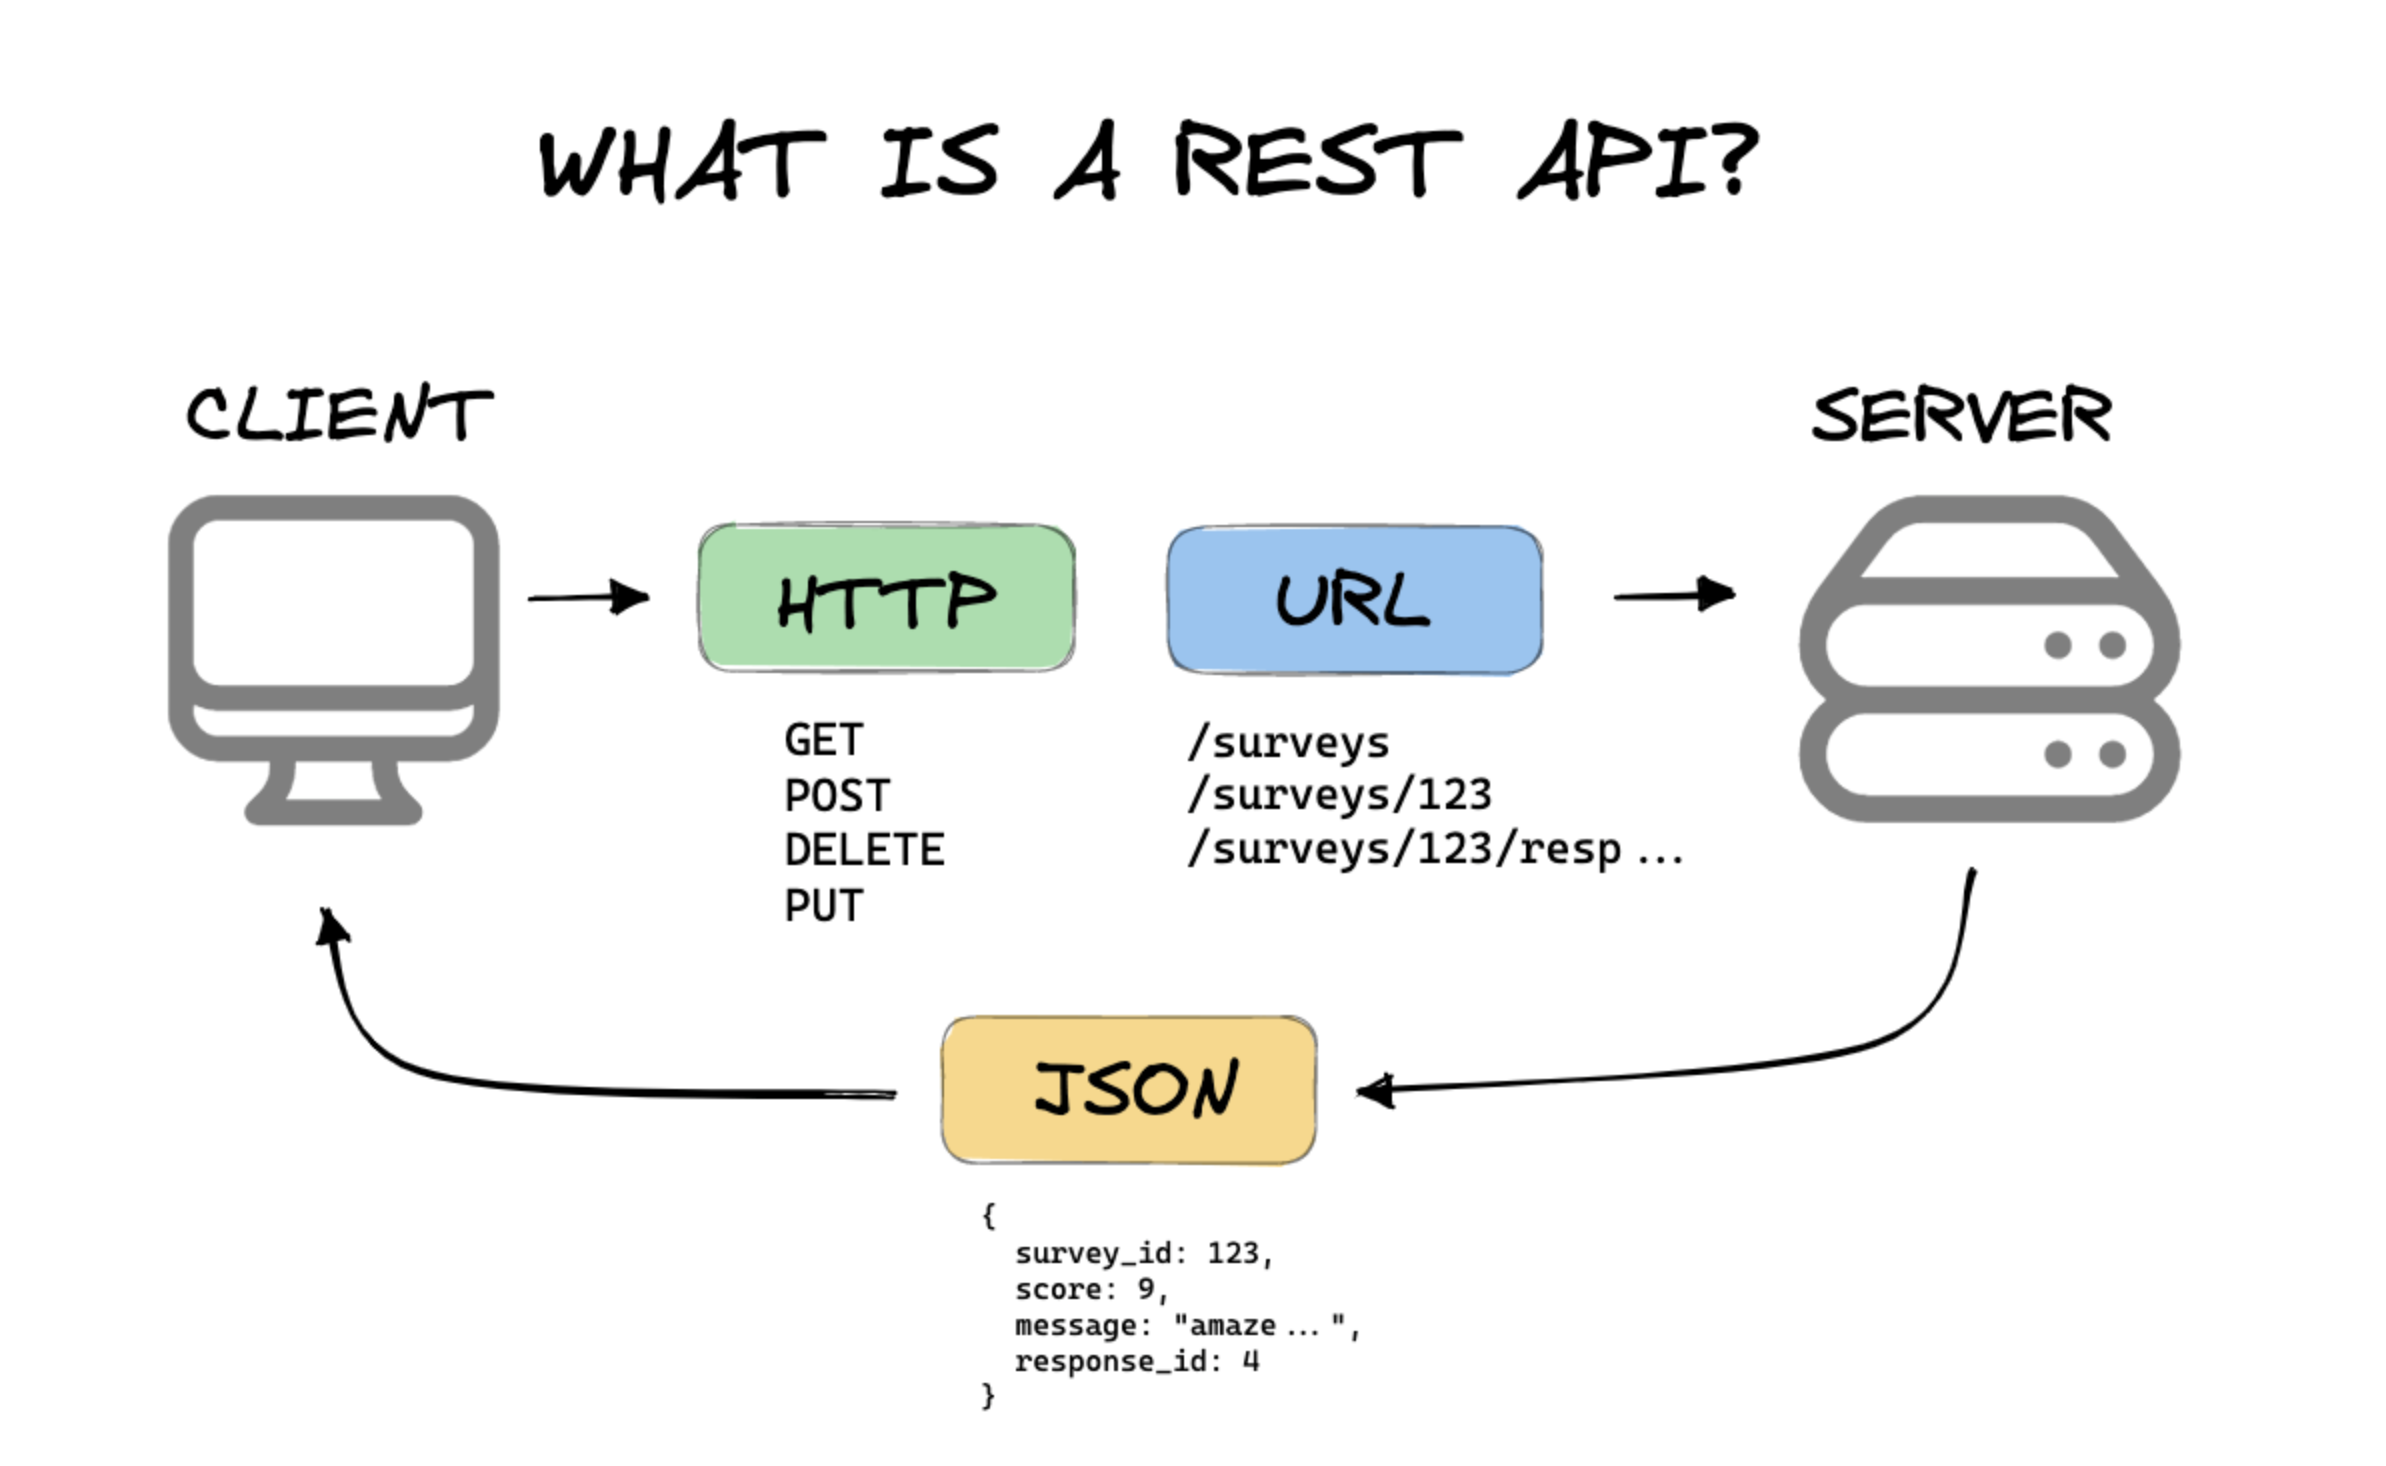 WHAT IS A REST API?
CLIENT
SERVER
HTTP
URL
GET
POST
DELETE
PUT
/surveys
/surveys/123
/surveys/123/resp...
JSON
{
survey_id: 123,
score: 9,
message: "amaze...",
response_id: 4
}